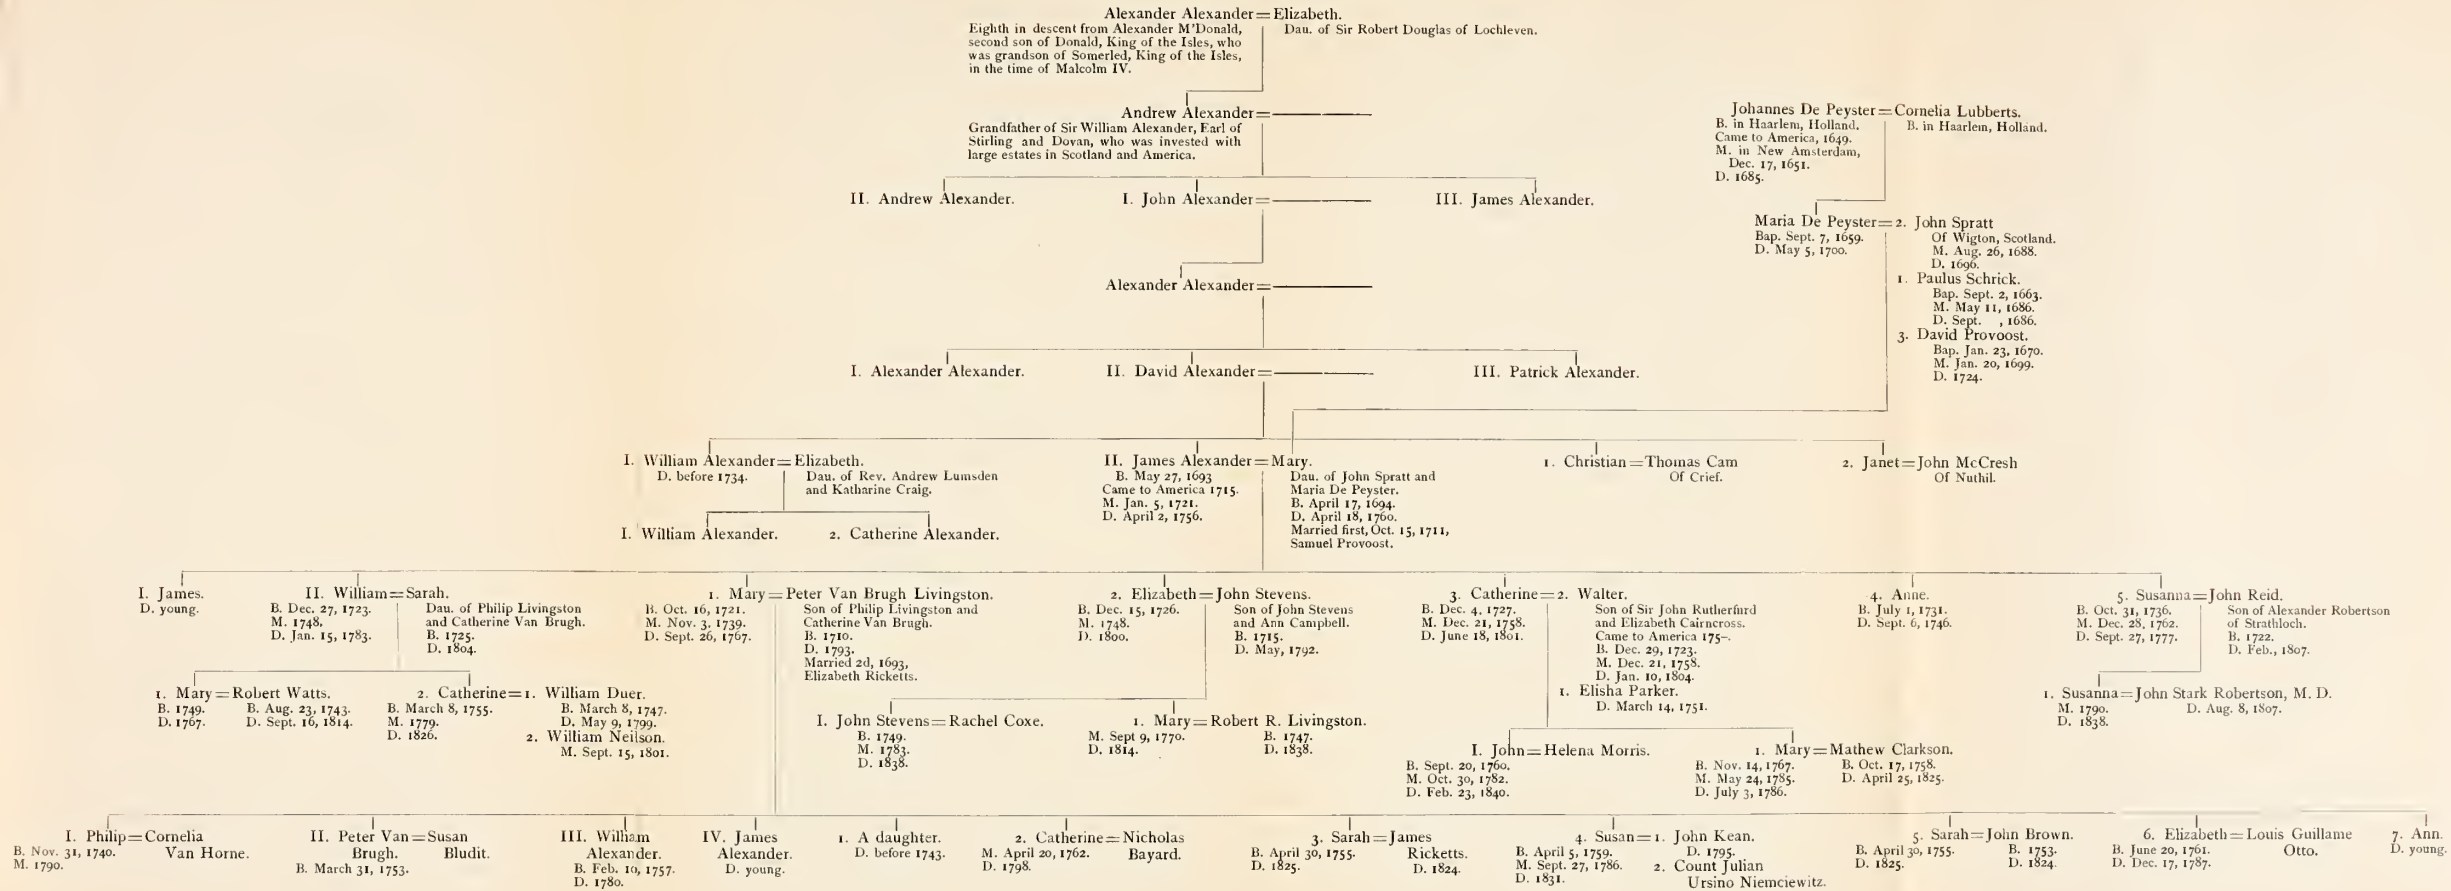 Alexander Alexander = Elizabeth.
Eighth in descent from Alexander M'Donald,
second son of Donald, King of the Isles, who
was grandson of Somerled, King of the Isles,
in the time of Malcolm IV.
Dau. of Sir Robert Douglas of Lochleven.
Andrew Alexander =
Grandfather of Sir William Alexander, Earl of
Stirling and Dovan, who was invested with
large estates in Scotland and America.
Johannes De Peyster = Cornelia Lubberts.
B. in Haarlem, Holland.
Came to America, 1649.
M. in New Amsterdam,
Dec. 17, 1651.
D. 1685.
B. in Haarlem, Holland.
II. Andrew Alexander.
I. John Alexander =
III. James Alexander.
Maria De Peyster = 2. John Spratt
Bap. Sept. 7, 1659.
D. May 5, 1700.
Of Wigton, Scotland.
M. Aug. 26, 1688.
D. 1696.
1. Paulus Schrick.
Bap. Sept. 2, 1663.
M. May 11, 1686.
D. Sept. , 1686.
3. David Provoost.
Bap. Jan. 23, 1670.
M. Jan. 20, 1699.
D. 1724.
Alexander Alexander =
I. Alexander Alexander.
II. David Alexander =
III. Patrick Alexander.
I. William Alexander = Elizabeth.
D. before 1734.
Dau. of Rev. Andrew Lumsden
and Katharine Craig.
II. James Alexander = Mary.
B. May 27, 1693
Came to America 1715.
M. Jan. 5, 1721.
D. April 2, 1756.
Dau. of John Spratt and
Maria De Peyster.
B. April 17, 1694.
D. April 18, 1760.
Married first, Oct. 15, 1711,
Samuel Provoost.
1. Christian = Thomas Cam
Of Crief.
2. Janet = John McCresh
Of Nuthil.
I. William Alexander.
2. Catherine Alexander.
I. James.
D. young.
II. William = Sarah.
B. Dec. 27, 1723.
M. 1748.
D. Jan. 15, 1783.
Dau. of Philip Livingston
and Catherine Van Brugh.
B. 1725.
D. 1804.
1. Mary = Peter Van Brugh Livingston.
B. Oct. 16, 1721.
M. Nov. 3, 1739.
D. Sept. 26, 1767.
Son of Philip Livingston and
Catherine Van Brugh.
B. 1710.
D. 1793.
Married 2d, 1693,
Elizabeth Ricketts.
2. Elizabeth = John Stevens.
B. Dec. 15, 1726.
M. 1748.
D. 1800.
Son of John Stevens
and Ann Campbell.
B. 1715.
D. May, 1792.
3. Catherine = 2. Walter.
B. Dec. 4, 1727.
M. Dec. 21, 1758.
D. June 18, 1801.
Son of Sir John Rutherfurd
and Elizabeth Cairncross.
Came to America 175-.
B. Dec. 29, 1723.
M. Dec. 21, 1758.
D. Jan. 10, 1804.
1. Elisha Parker.
D. March 14, 1751.
4. Anne.
B. July 1, 1731.
D. Sept. 6, 1746.
5. Susanna = John Reid.
B. Oct. 31, 1736.
M. Dec. 28, 1762.
D. Sept. 27, 1777.
Son of Alexander Robertson
of Strathloch.
B. 1722.
D. Feb., 1807.
1. Mary = Robert Watts.
B. 1749.
D. 1767.
B. Aug. 23, 1743.
D. Sept. 16, 1814.
2. Catherine = 1. William Duer.
B. March 8, 1755.
M. 1779.
D. 1826.
B. March 8, 1747.
D. May 9, 1799.
2. William Neilson.
M. Sept. 15, 1801.
I. John Stevens = Rachel Coxe.
B. 1749.
M. 1783.
D. 1838.
1. Mary = Robert R. Livingston.
M. Sept 9, 1770.
D. 1814.
B. 1747.
D. 1838.
I. John = Helena Morris.
B. Sept. 20, 1760.
M. Oct. 30, 1782.
D. Feb. 23, 1840.
1. Mary = Mathew Clarkson.
B. Nov. 14, 1767.
M. May 24, 1785.
D. July 3, 1786.
B. Oct. 17, 1758.
D. April 25, 1825.
1. Susanna = John Stark Robertson, M. D.
M. 1790.
D. 1838.
D. Aug. 8, 1807.
I. Philip = Cornelia
Van Horne.
B. Nov. 31, 1740.
M. 1790.
II. Peter Van = Susan
Brugh. Bludit.
B. March 31, 1753.
III. William
Alexander.
B. Feb. 10, 1757.
D. 1780.
IV. James
Alexander.
D. young.
1. A daughter.
D. before 1743.
2. Catherine = Nicholas
Bayard.
M. April 20, 1762.
D. 1798.
3. Sarah = James
Ricketts.
B. April 30, 1755.
D. 1825.
D. 1824.
4. Susan = 1. John Kean.
B. April 5, 1759.
M. Sept. 27, 1786.
D. 1831.
D. 1795.
2. Count Julian
Ursino Niemciewitz.
5. Sarah = John Brown.
B. April 30, 1755.
D. 1825.
B. 1753.
D. 1824.
6. Elizabeth = Louis Guillame
Otto.
B. June 20, 1761.
D. Dec. 17, 1787.
7. Ann.
D. young.